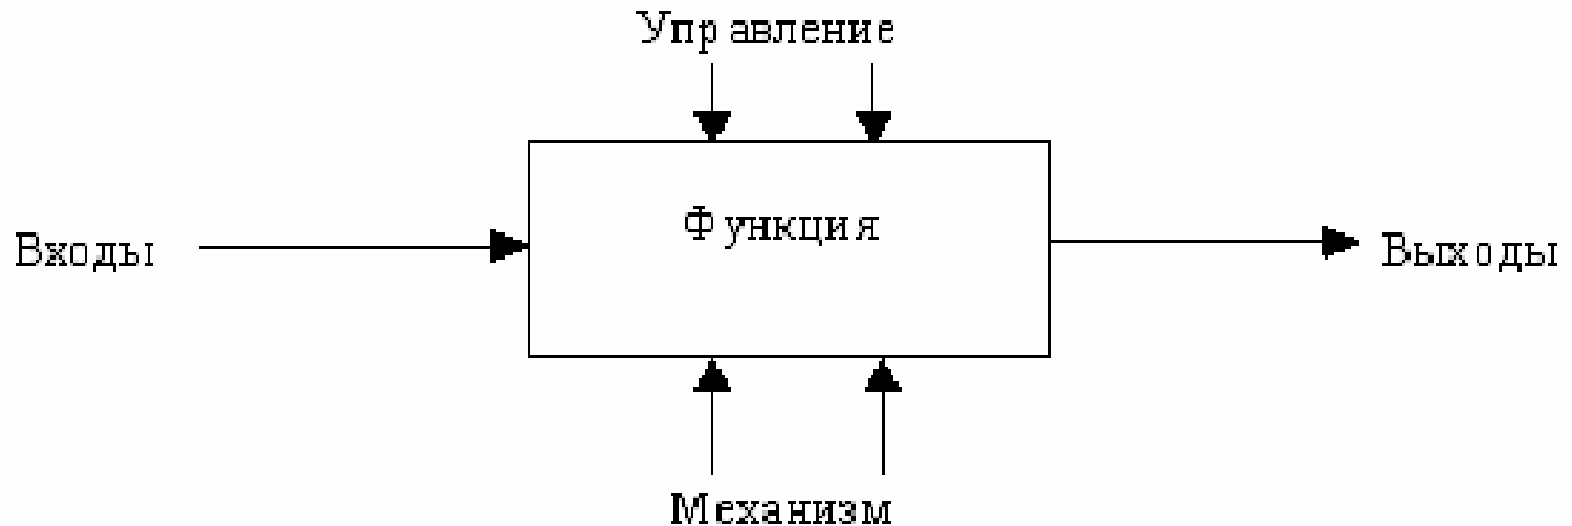 Управление
Функция
Входы
Выходы
Механизм